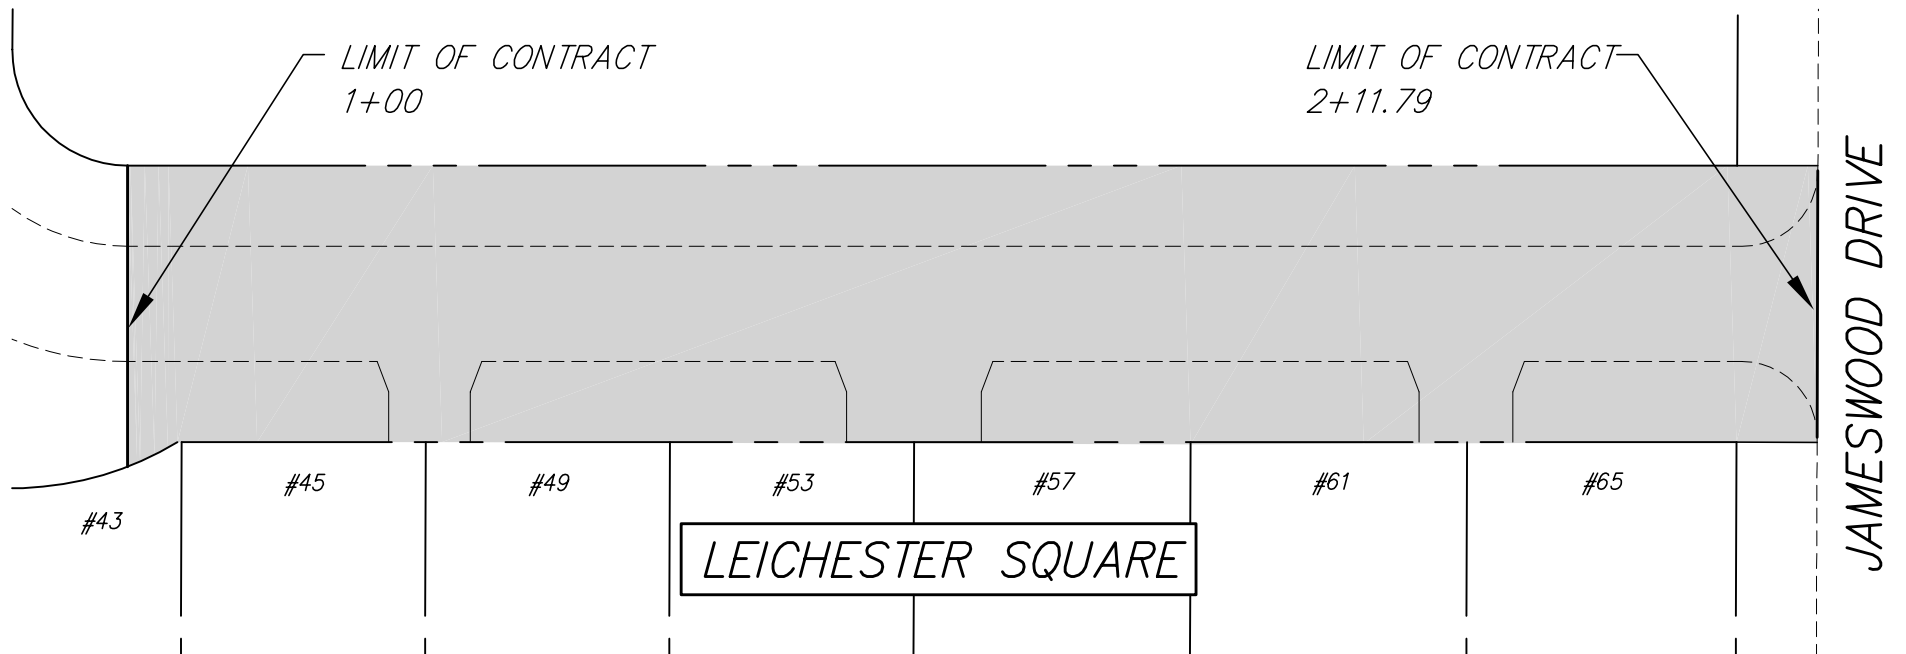 LIMIT OF CONTRACT
1+00
LIMIT OF CONTRACT
2+11.79
JAMESWOOD DRIVE
#43
#45
#49
#53
#57
#61
#65
LEICHESTER SQUARE